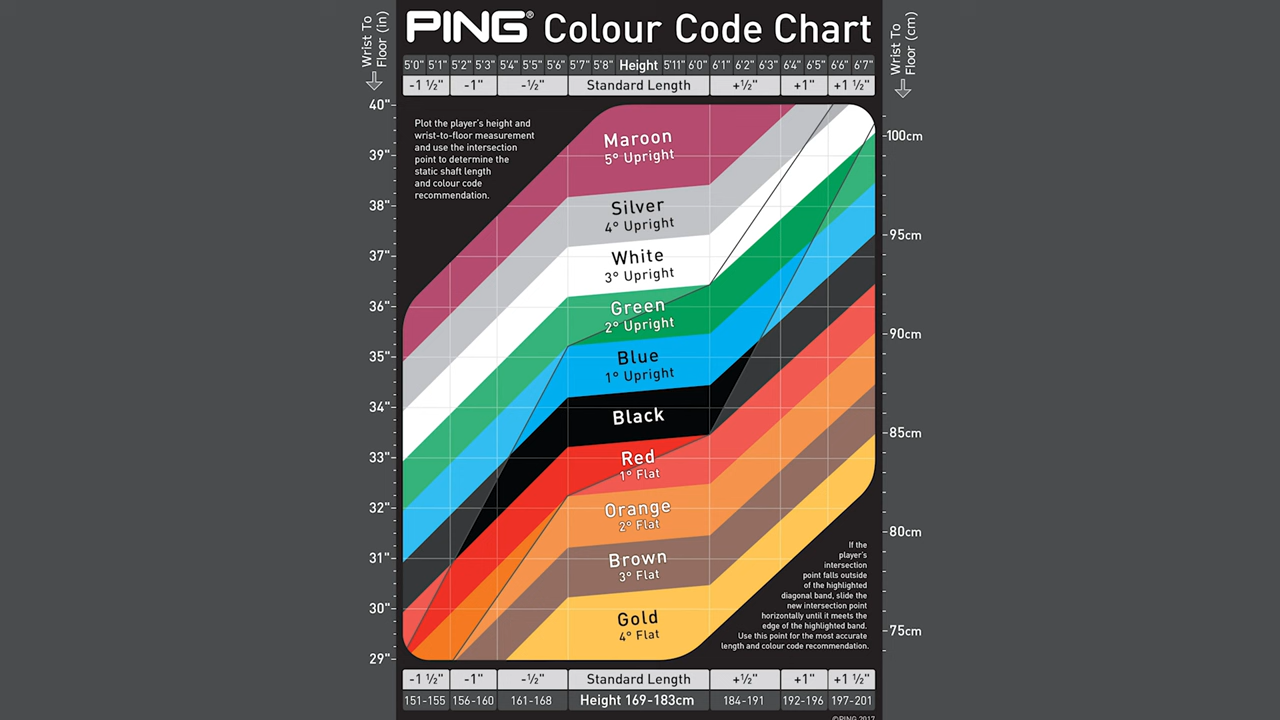 PING® Colour Code Chart
Wrist To
Floor (in)
Wrist To
Floor (cm)
5'0" 5'1" 5'2" 5'3" 5'4" 5'5" 5'6" 5'7" 5'8" Height 5'11" 6'0" 6'1" 6'2" 6'3" 6'4" 6'5" 6'6" 6'7"
-1 ½" -1" -½" Standard Length +½" +1" +1 ½"
40"
39"
38"
37"
36"
35"
34"
33"
32"
31"
30"
29"
100cm
95cm
90cm
85cm
80cm
75cm
Plot the player's height and
wrist-to-floor measurement
and use the intersection
point to determine the
static shaft length
and colour code
recommendation.
Maroon
5° Upright
Silver
4° Upright
White
3° Upright
Green
2° Upright
Blue
1° Upright
Black
Red
1° Flat
Orange
2° Flat
Brown
3° Flat
Gold
4° Flat
If the
player's
intersection
point falls outside
of the highlighted
diagonal band, slide the
new intersection point
horizontally until it meets the
edge of the highlighted band.
Use this point for the most accurate
length and colour code recommendation.
-1 ½" -1" -½" Standard Length +½" +1" +1 ½"
151-155 156-160 161-168 Height 169-183cm 184-191 192-196 197-201
©PING 2017